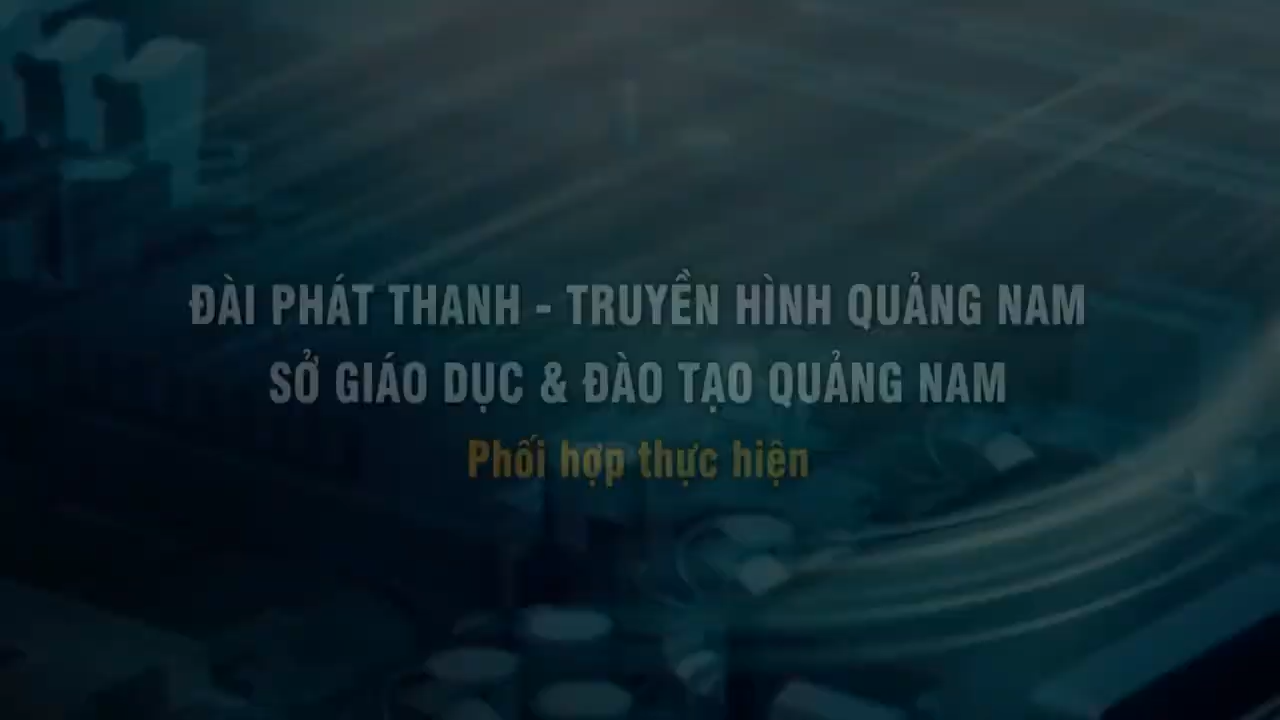 ĐÀI PHÁT THANH - TRUYỀN HÌNH QUẢNG NAM
SỞ GIÁO DỤC & ĐÀO TẠO QUẢNG NAM
Phối hợp thực hiện